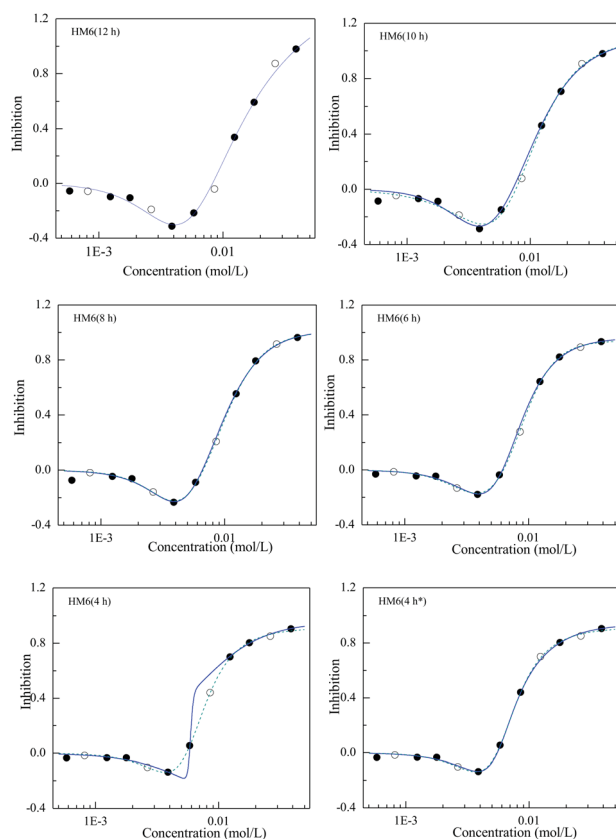 HM6(12 h)
1.2
0.8
0.4
0.0
-0.4
Inhibition
1E-3
0.01
Concentration (mol/L)
HM6(10 h)
1.2
0.8
0.4
0.0
-0.4
Inhibition
1E-3
0.01
Concentration (mol/L)
HM6(8 h)
1.2
0.8
0.4
0.0
-0.4
Inhibition
1E-3
0.01
Concentration (mol/L)
HM6(6 h)
1.2
0.8
0.4
0.0
-0.4
Inhibition
1E-3
0.01
Concentration (mol/L)
HM6(4 h)
1.2
0.8
0.4
0.0
-0.4
Inhibition
1E-3
0.01
Concentration (mol/L)
HM6(4 h*)
1.2
0.8
0.4
0.0
-0.4
Inhibition
1E-3
0.01
Concentration (mol/L)